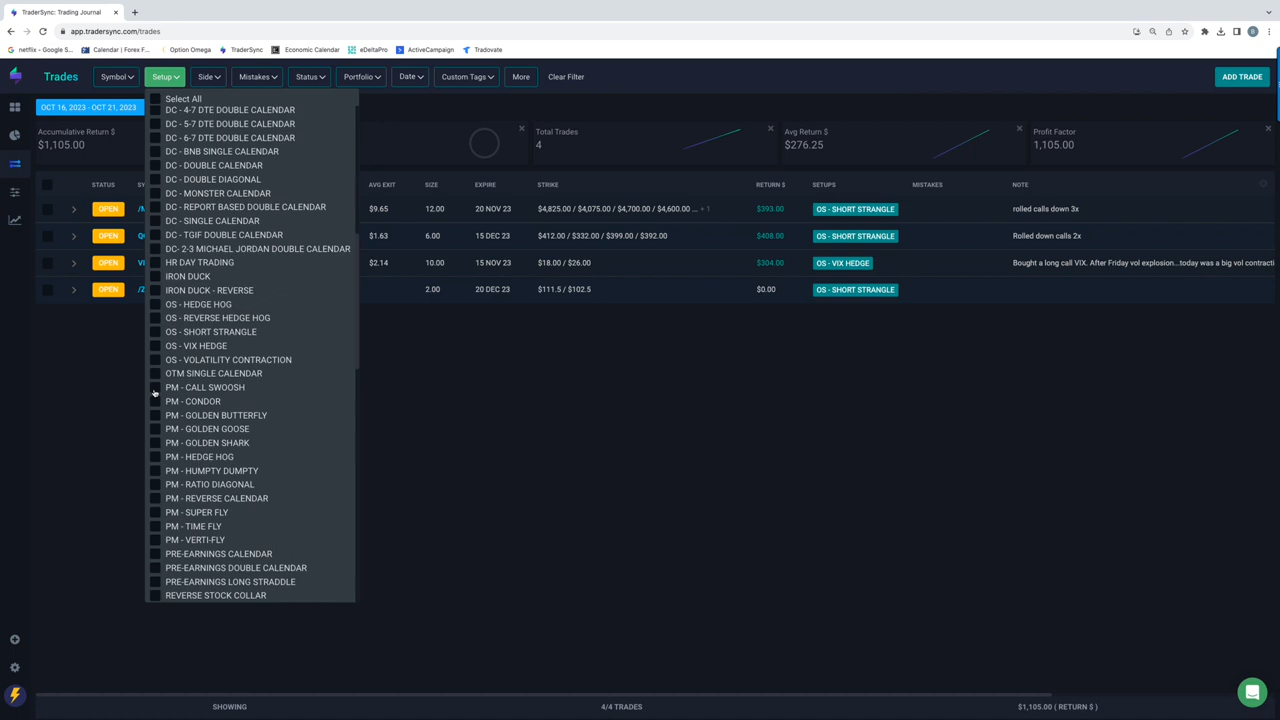 TraderSync: Trading Journal
app.tradersync.com/trades
netflix - Google S...
Calendar | Forex F...
Option Omega
TraderSync
Economic Calendar
eDeltaPro
ActiveCampaign
Tradovate
Trades
Symbol
Setup
Side
Mistakes
Status
Portfolio
Date
Custom Tags
More
Clear Filter
ADD TRADE
OCT 16, 2023 - OCT 21, 2023
Accumulative Return $
$1,105.00
Total Trades
4
Avg Return $
$276.25
Profit Factor
1,105.00
Select All
DC - 4-7 DTE DOUBLE CALENDAR
DC - 5-7 DTE DOUBLE CALENDAR
DC - 6-7 DTE DOUBLE CALENDAR
DC - BNB SINGLE CALENDAR
DC - DOUBLE CALENDAR
DC - DOUBLE DIAGONAL
DC - MONSTER CALENDAR
DC - REPORT BASED DOUBLE CALENDAR
DC - SINGLE CALENDAR
DC - TGIF DOUBLE CALENDAR
DC- 2-3 MICHAEL JORDAN DOUBLE CALENDAR
HR DAY TRADING
IRON DUCK
IRON DUCK - REVERSE
OS - HEDGE HOG
OS - REVERSE HEDGE HOG
OS - SHORT STRANGLE
OS - VIX HEDGE
OS - VOLATILITY CONTRACTION
OTM SINGLE CALENDAR
PM - CALL SWOOSH
PM - CONDOR
PM - GOLDEN BUTTERFLY
PM - GOLDEN GOOSE
PM - GOLDEN SHARK
PM - HEDGE HOG
PM - HUMPTY DUMPTY
PM - RATIO DIAGONAL
PM - REVERSE CALENDAR
PM - SUPER FLY
PM - TIME FLY
PM - VERTI-FLY
PRE-EARNINGS CALENDAR
PRE-EARNINGS DOUBLE CALENDAR
PRE-EARNINGS LONG STRADDLE
REVERSE STOCK COLLAR
STATUS SY AVG EXIT SIZE EXPIRE STRIKE RETURN $ SETUPS MISTAKES NOTE
OPEN /M $9.65 12.00 20 NOV 23 $4,825.00 / $4,075.00 / $4,700.00 / $4,600.00 ... + 1 $393.00 OS - SHORT STRANGLE rolled calls down 3x
OPEN Q $1.63 6.00 15 DEC 23 $412.00 / $332.00 / $399.00 / $392.00 $408.00 OS - SHORT STRANGLE Rolled down calls 2x
OPEN VI $2.14 10.00 15 NOV 23 $18.00 / $26.00 $304.00 OS - VIX HEDGE Bought a long call VIX. After Friday vol explosion...today was a big vol contracti
OPEN /Z 2.00 20 DEC 23 $111.5 / $102.5 $0.00 OS - SHORT STRANGLE
SHOWING 4/4 TRADES $1,105.00 ( RETURN $ )